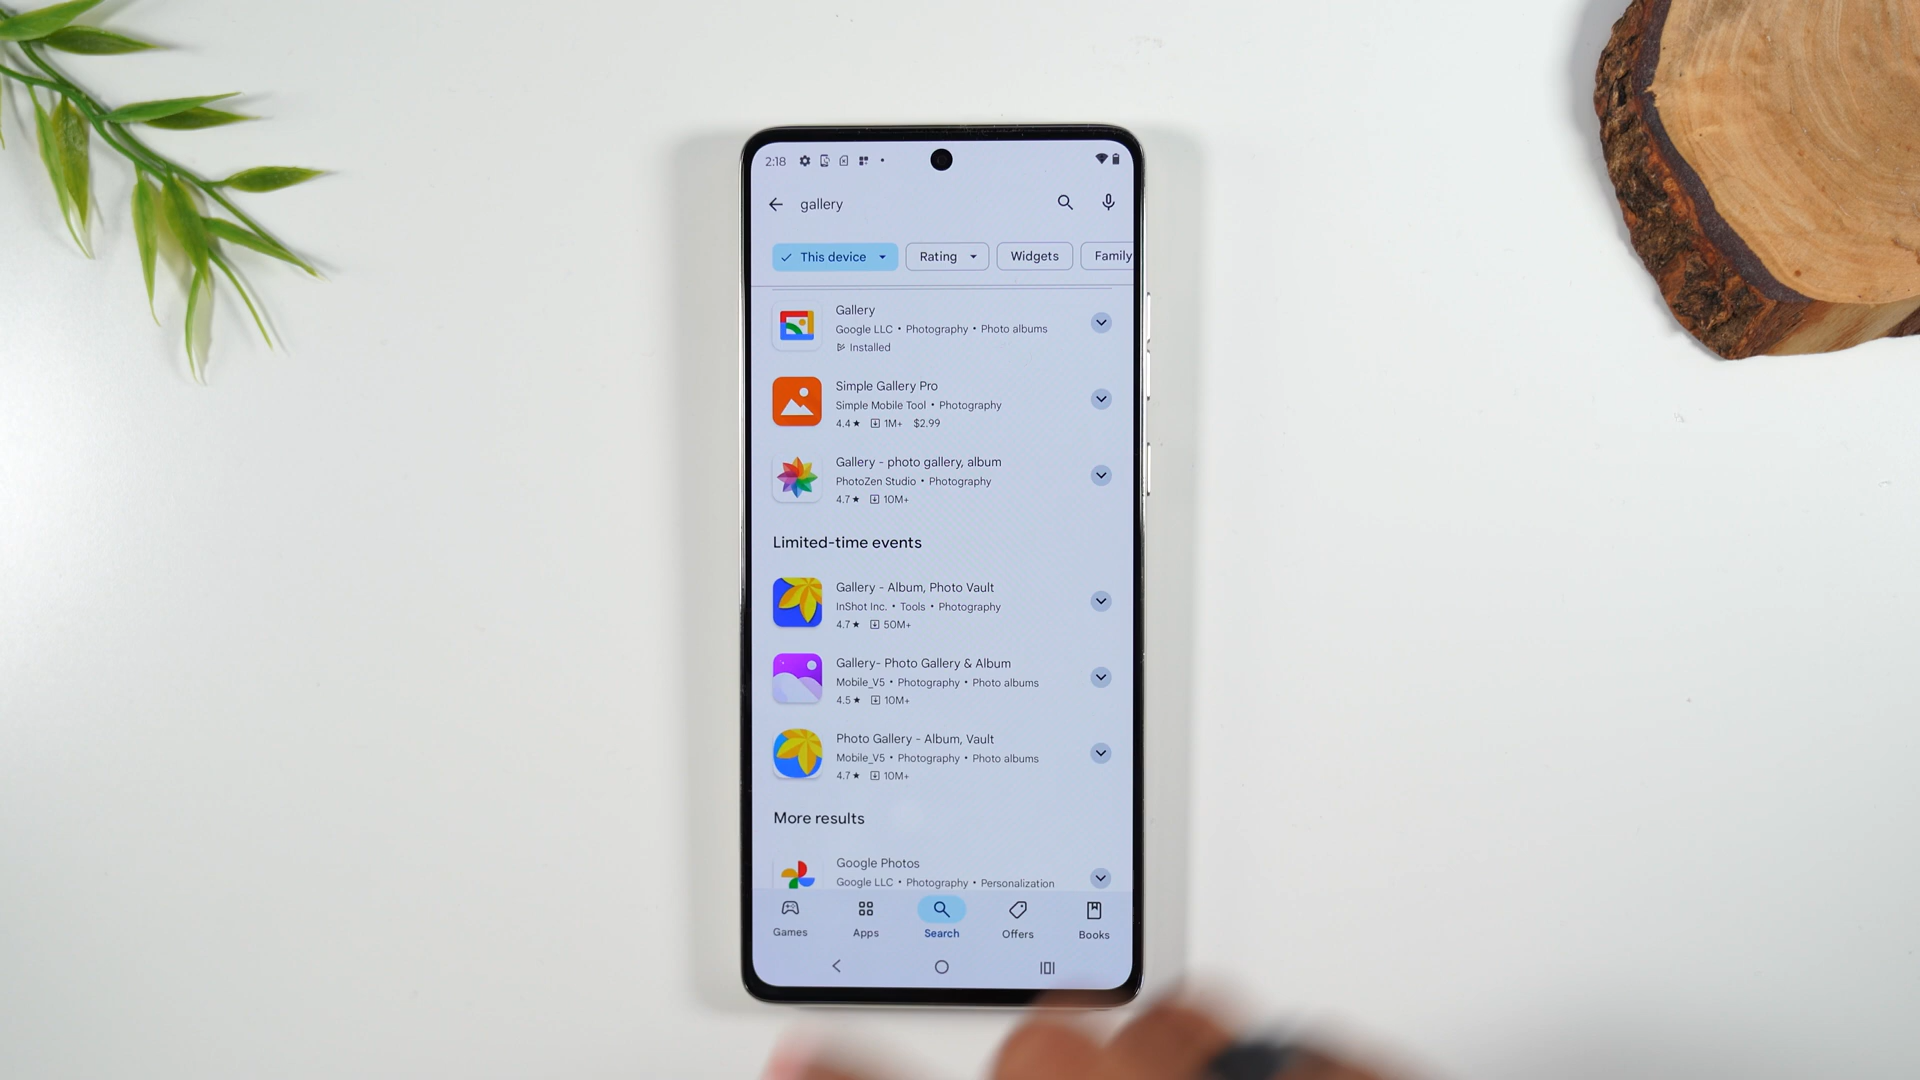 2:18
gallery
This device
Rating
Widgets
Family
Gallery
Google LLC • Photography • Photo albums
Installed
Simple Gallery Pro
Simple Mobile Tool • Photography
4.4★ 1M+ $2.99
Gallery - photo gallery, album
PhotoZen Studio • Photography
4.7★ 10M+
Limited-time events
Gallery - Album, Photo Vault
InShot Inc. • Tools • Photography
4.7★ 50M+
Gallery- Photo Gallery & Album
Mobile_V5 • Photography • Photo albums
4.5★ 10M+
Photo Gallery - Album, Vault
Mobile_V5 • Photography • Photo albums
4.7★ 10M+
More results
Google Photos
Google LLC • Photography • Personalization
Games
Apps
Search
Offers
Books